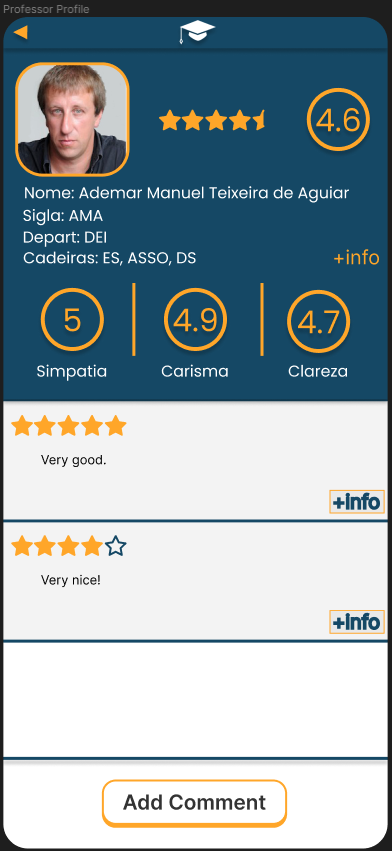 Professor Profile
4.6
Nome: Ademar Manuel Teixeira de Aguiar
Sigla: AMA
Depart: DEI
Cadeiras: ES, ASSO, DS
+info
5
4.9
4.7
Simpatia
Carisma
Clareza
Very good.
+info
Very nice!
+info
Add Comment